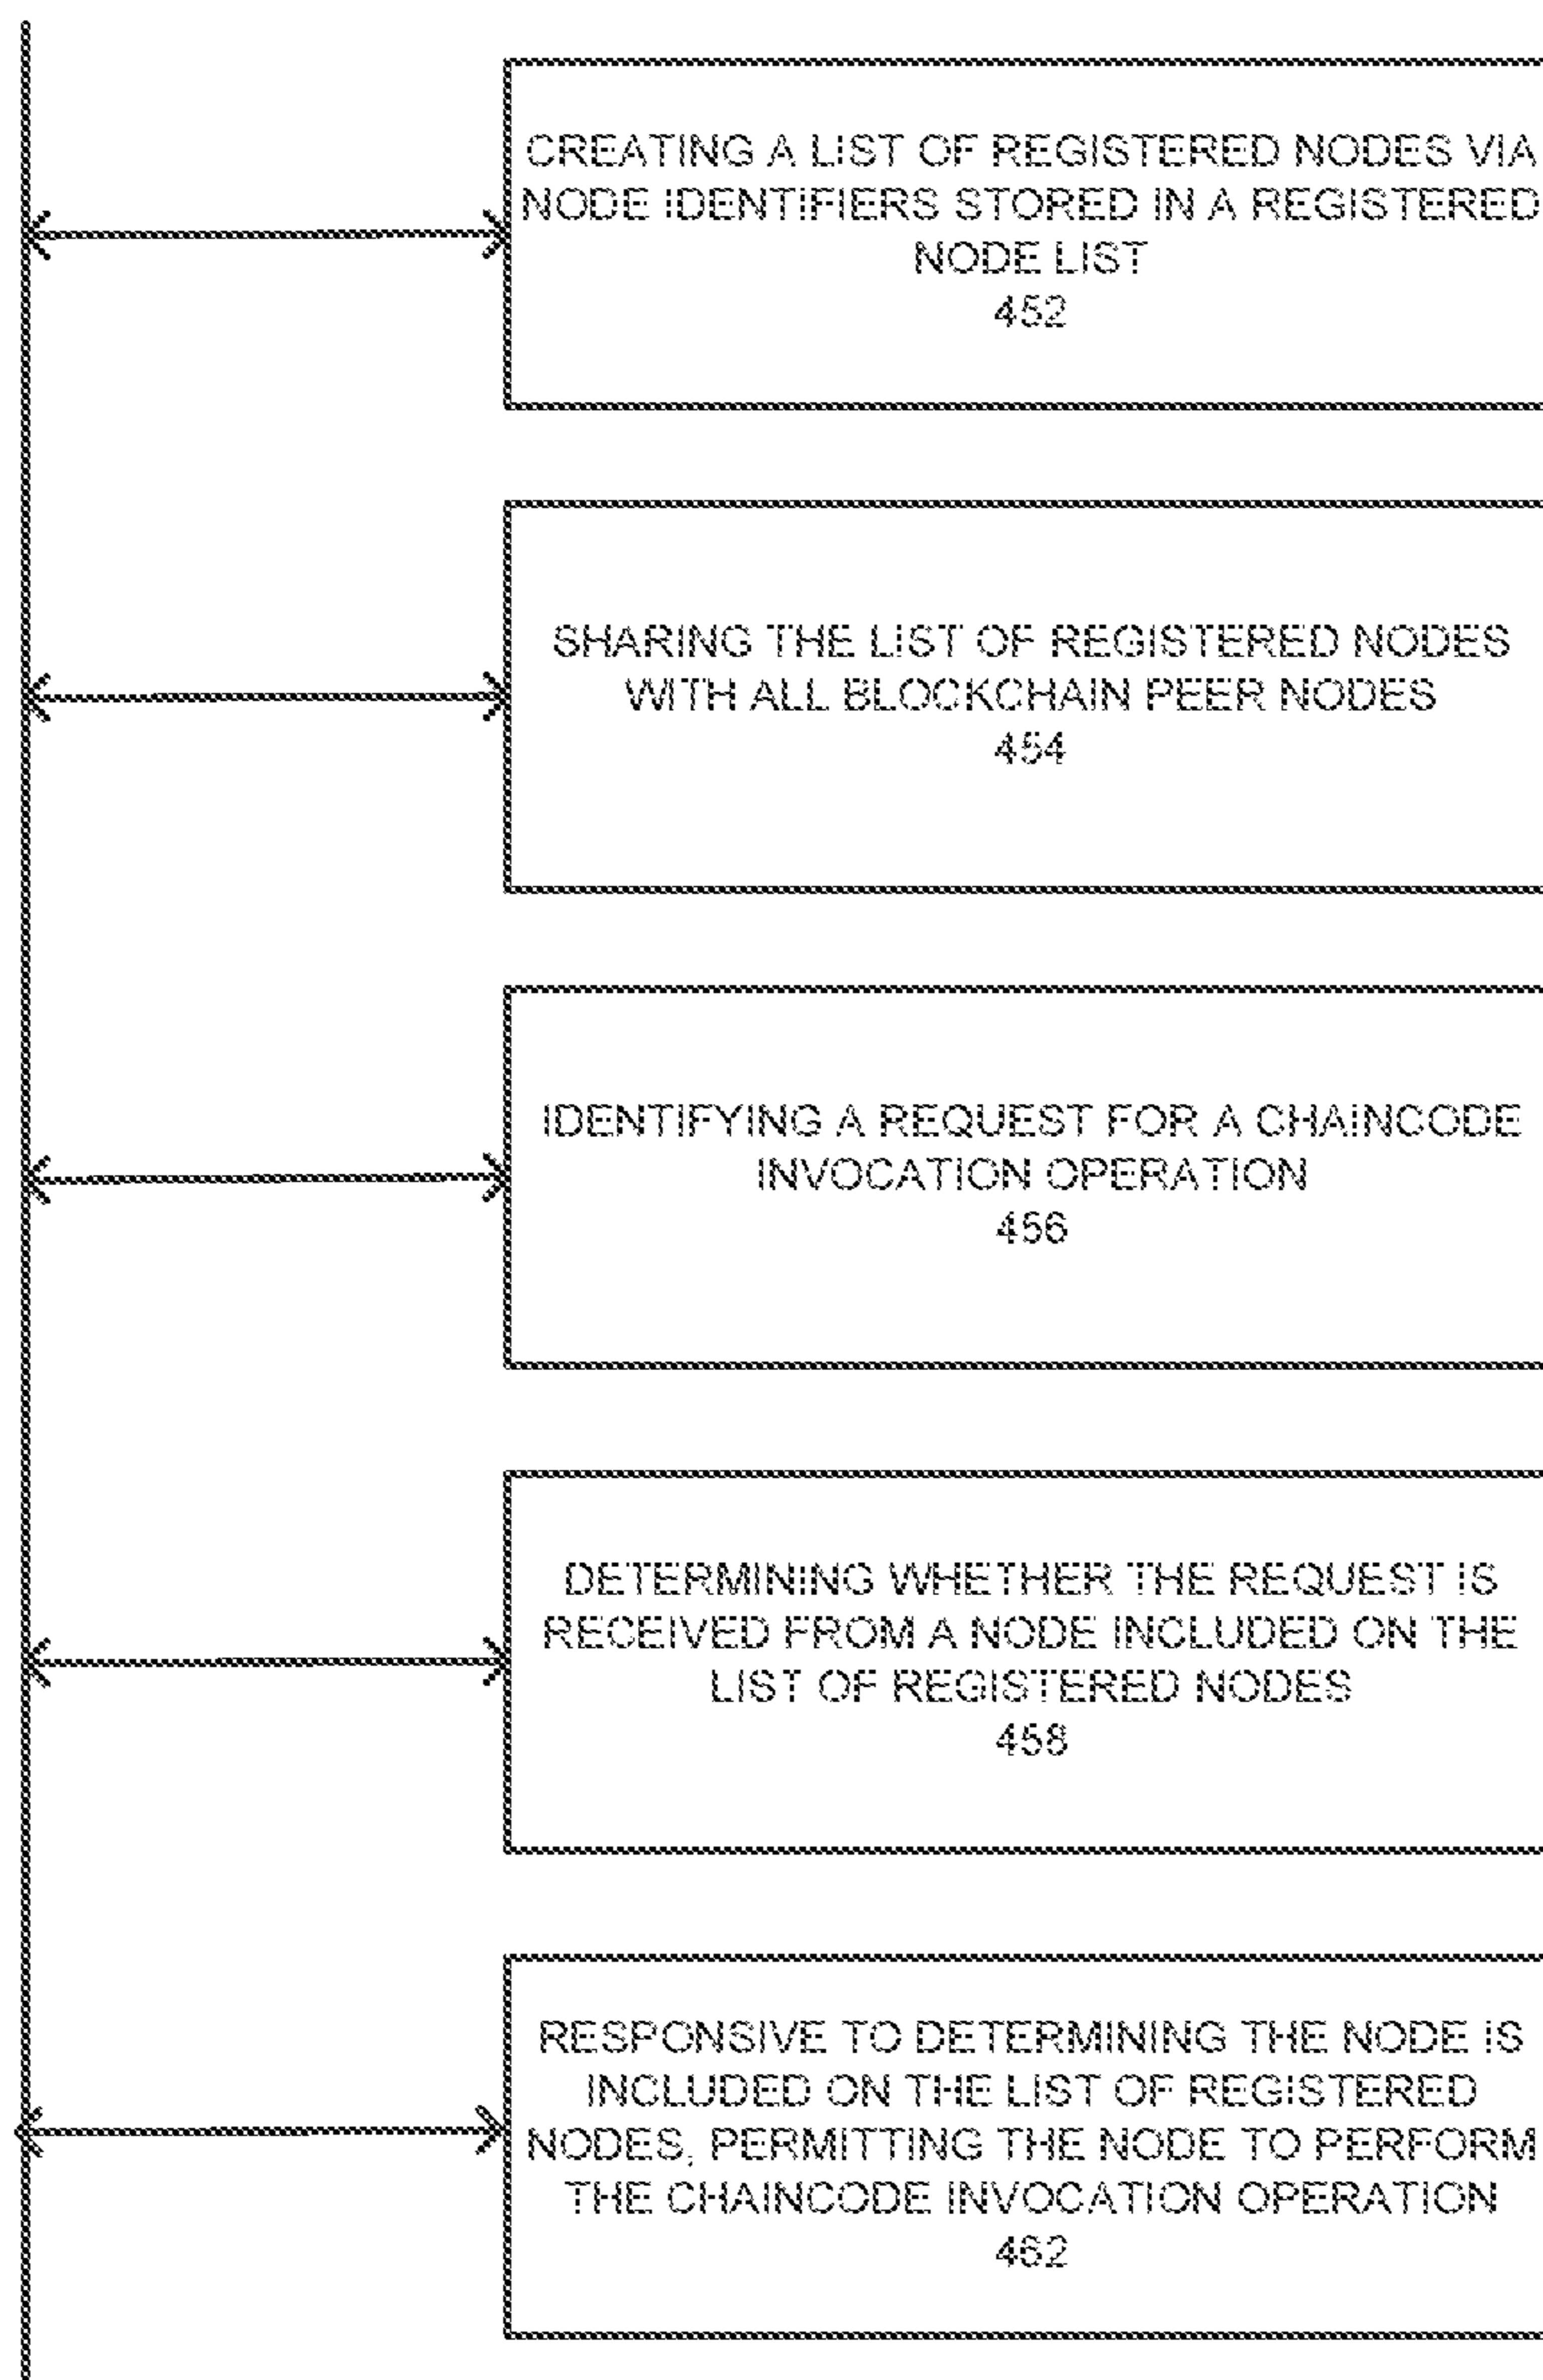 CREATING A LIST OF REGISTERED NODES VIA
NODE IDENTIFIERS STORED IN A REGISTERED
NODE LIST
452
SHARING THE LIST OF REGISTERED NODES
WITH ALL BLOCKCHAIN PEER NODES
454
IDENTIFYING A REQUEST FOR A CHAINCODE
INVOCATION OPERATION
456
DETERMINING WHETHER THE REQUEST IS
RECEIVED FROM A NODE INCLUDED ON THE
LIST OF REGISTERED NODES
458
RESPONSIVE TO DETERMINING THE NODE IS
INCLUDED ON THE LIST OF REGISTERED
NODES, PERMITTING THE NODE TO PERFORM
THE CHAINCODE INVOCATION OPERATION
462